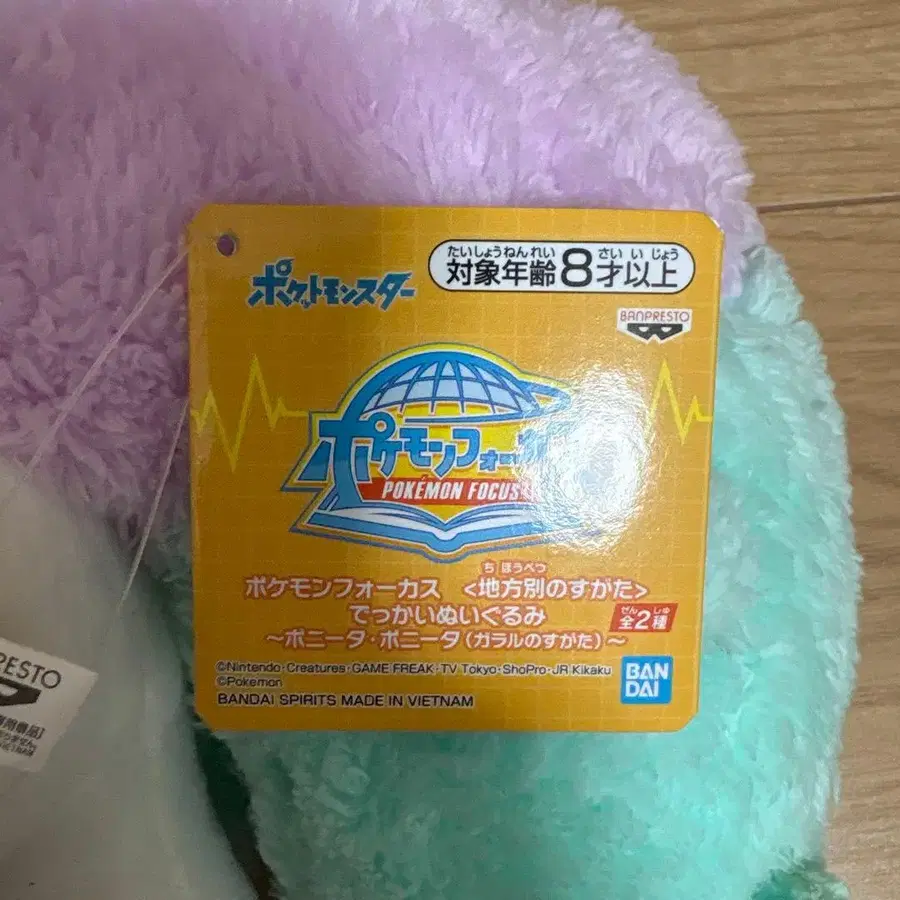 たいしょうねんれい さいいじょう
対象年齢8才以上
ポケットモンスター
BANPRESTO
ポケモンフォーカ
POKÉMON FOCUS
ちほうべつ
ポケモンフォーカス <地方別のすがた>
でっかいぬいぐるみ
ぜん しゅ
全2種
~ポニータ・ポニータ(ガラルのすがた)~
©Nintendo・Creatures・GAME FREAK・TV Tokyo・ShoPro・JR Kikaku
©Pokémon
BANDAI SPIRITS MADE IN VIETNAM
BAN
DAI
PRESTO